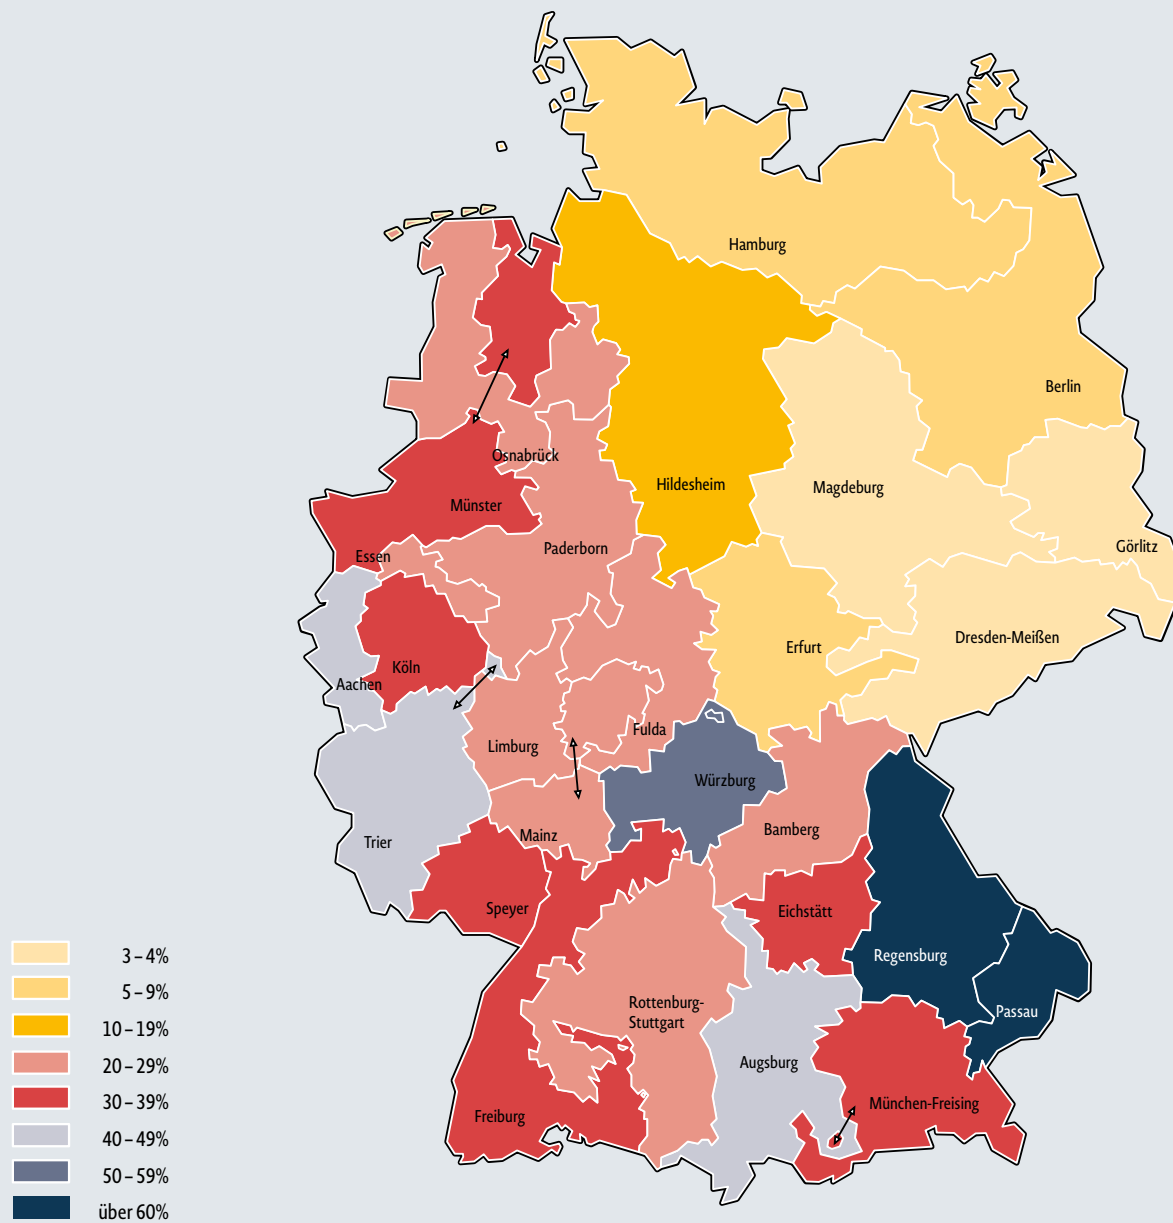 Hamburg
Berlin
Osnabrück
Hildesheim
Magdeburg
Münster
Görlitz
Paderborn
Essen
Dresden-Meißen
Erfurt
Köln
Aachen
Fulda
Limburg
Würzburg
Bamberg
Mainz
Trier
Speyer
Eichstätt
Regensburg
Rottenburg-
Stuttgart
Passau
Augsburg
München-Freising
Freiburg
3 – 4%
5 – 9%
10 – 19%
20 – 29%
30 – 39%
40 – 49%
50 – 59%
über 60%